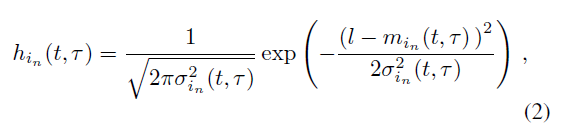 $$h_{i_n}(t,\tau) = \frac{1}{\sqrt{2\pi\sigma_{i_n}^2(t,\tau)}} \exp\left(-\frac{(l - m_{i_n}(t,\tau))^2}{2\sigma_{i_n}^2(t,\tau)}\right),$$
(2)